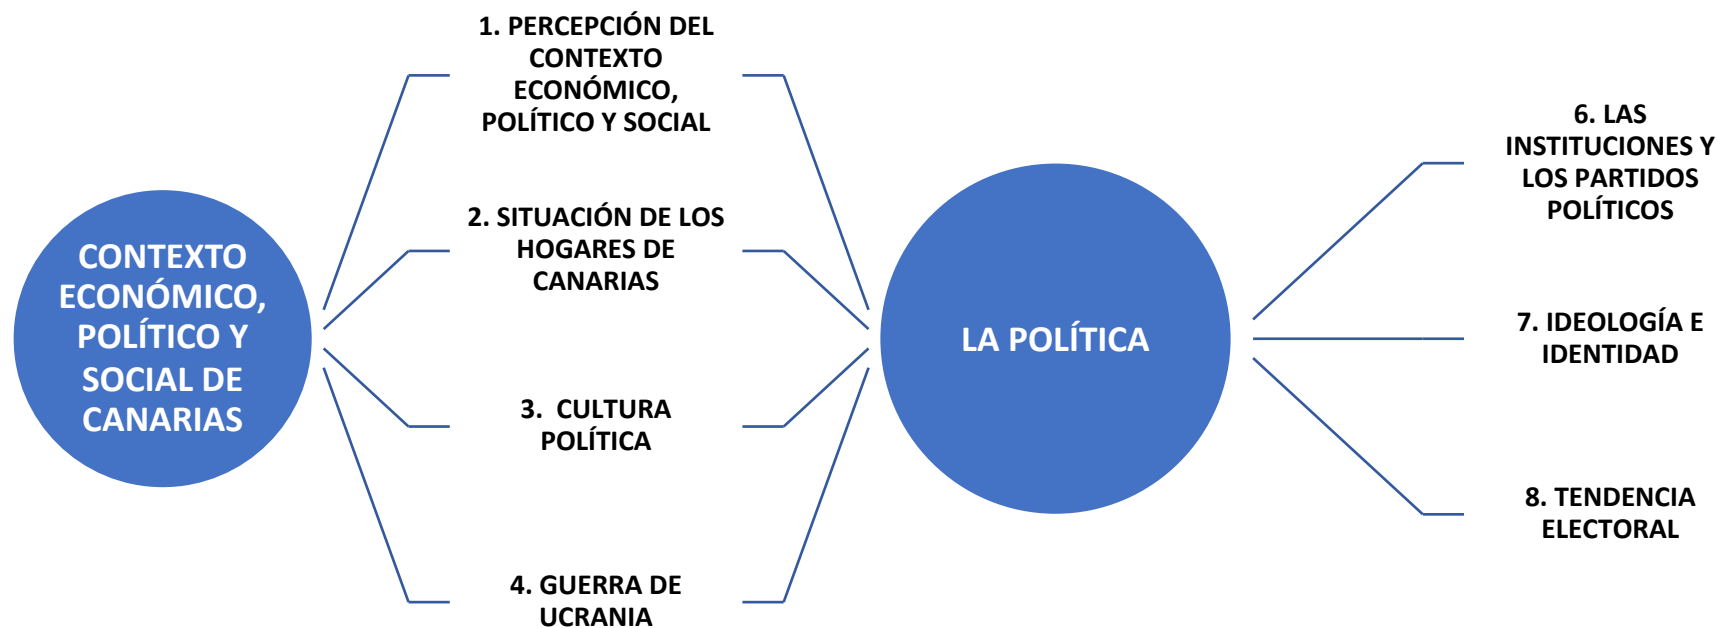 CONTEXTO
ECONÓMICO,
POLÍTICO Y
SOCIAL DE
CANARIAS
1. PERCEPCIÓN DEL
CONTEXTO
ECONÓMICO,
POLÍTICO Y SOCIAL
2. SITUACIÓN DE LOS
HOGARES DE
CANARIAS
3. CULTURA
POLÍTICA
4. GUERRA DE
UCRANIA
LA POLÍTICA
6. LAS
INSTITUCIONES Y
LOS PARTIDOS
POLÍTICOS
7. IDEOLOGÍA E
IDENTIDAD
8. TENDENCIA
ELECTORAL